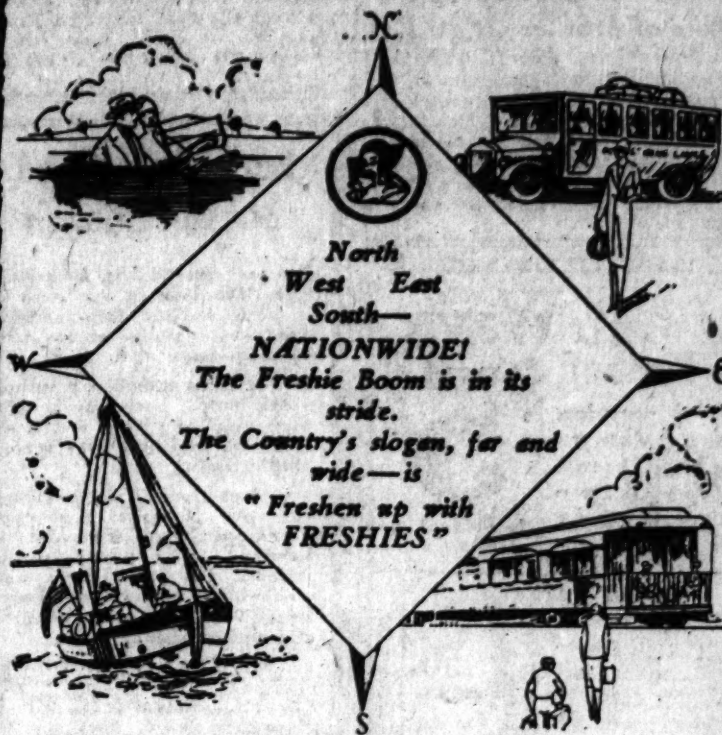 N
North
West East
South—
NATIONWIDE!
W
E
The Freshie Boom is in its
stride.
The Country's slogan, far and
wide—is
"Freshen up with
FRESHIES"
S